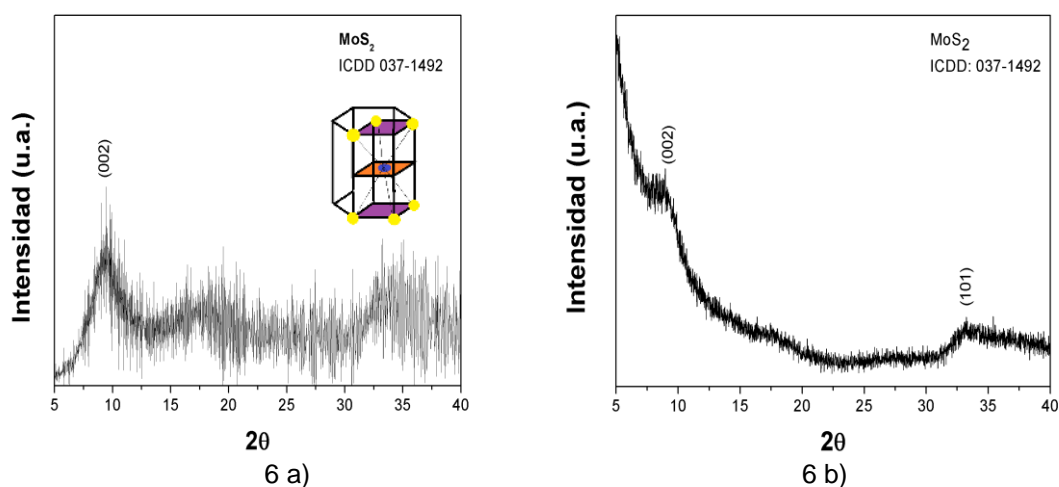 MoS₂
ICDD 037-1492
Intensidad (u.a.)
(002)
5 10 15 20 25 30 35 40
2θ
6 a)
MoS₂
ICDD: 037-1492
Intensidad (u.a.)
(002)
(101)
5 10 15 20 25 30 35 40
2θ
6 b)